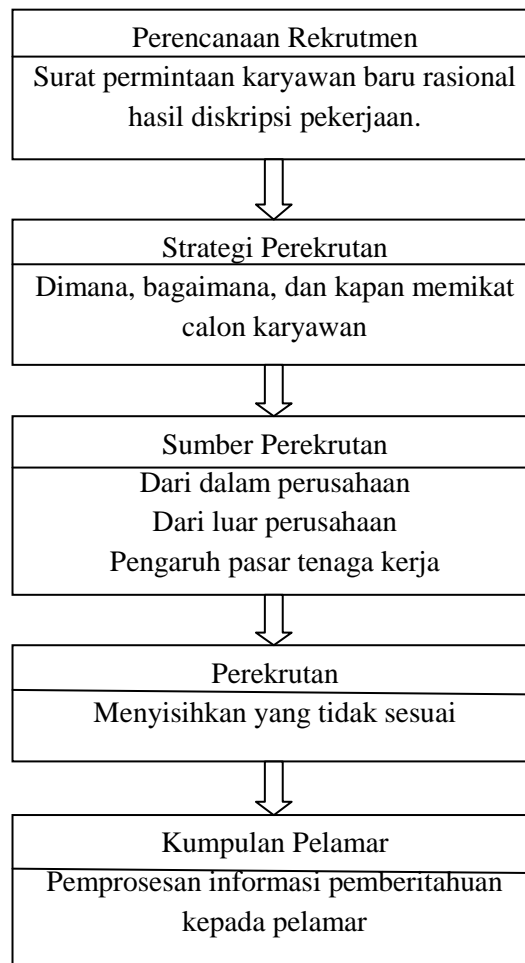 Perencanaan Rekrutmen
Surat permintaan karyawan baru rasional
hasil diskripsi pekerjaan.
Strategi Perekrutan
Dimana, bagaimana, dan kapan memikat
calon karyawan
Sumber Perekrutan
Dari dalam perusahaan
Dari luar perusahaan
Pengaruh pasar tenaga kerja
Perekrutan
Menyisihkan yang tidak sesuai
Kumpulan Pelamar
Pemprosesan informasi pemberitahuan
kepada pelamar